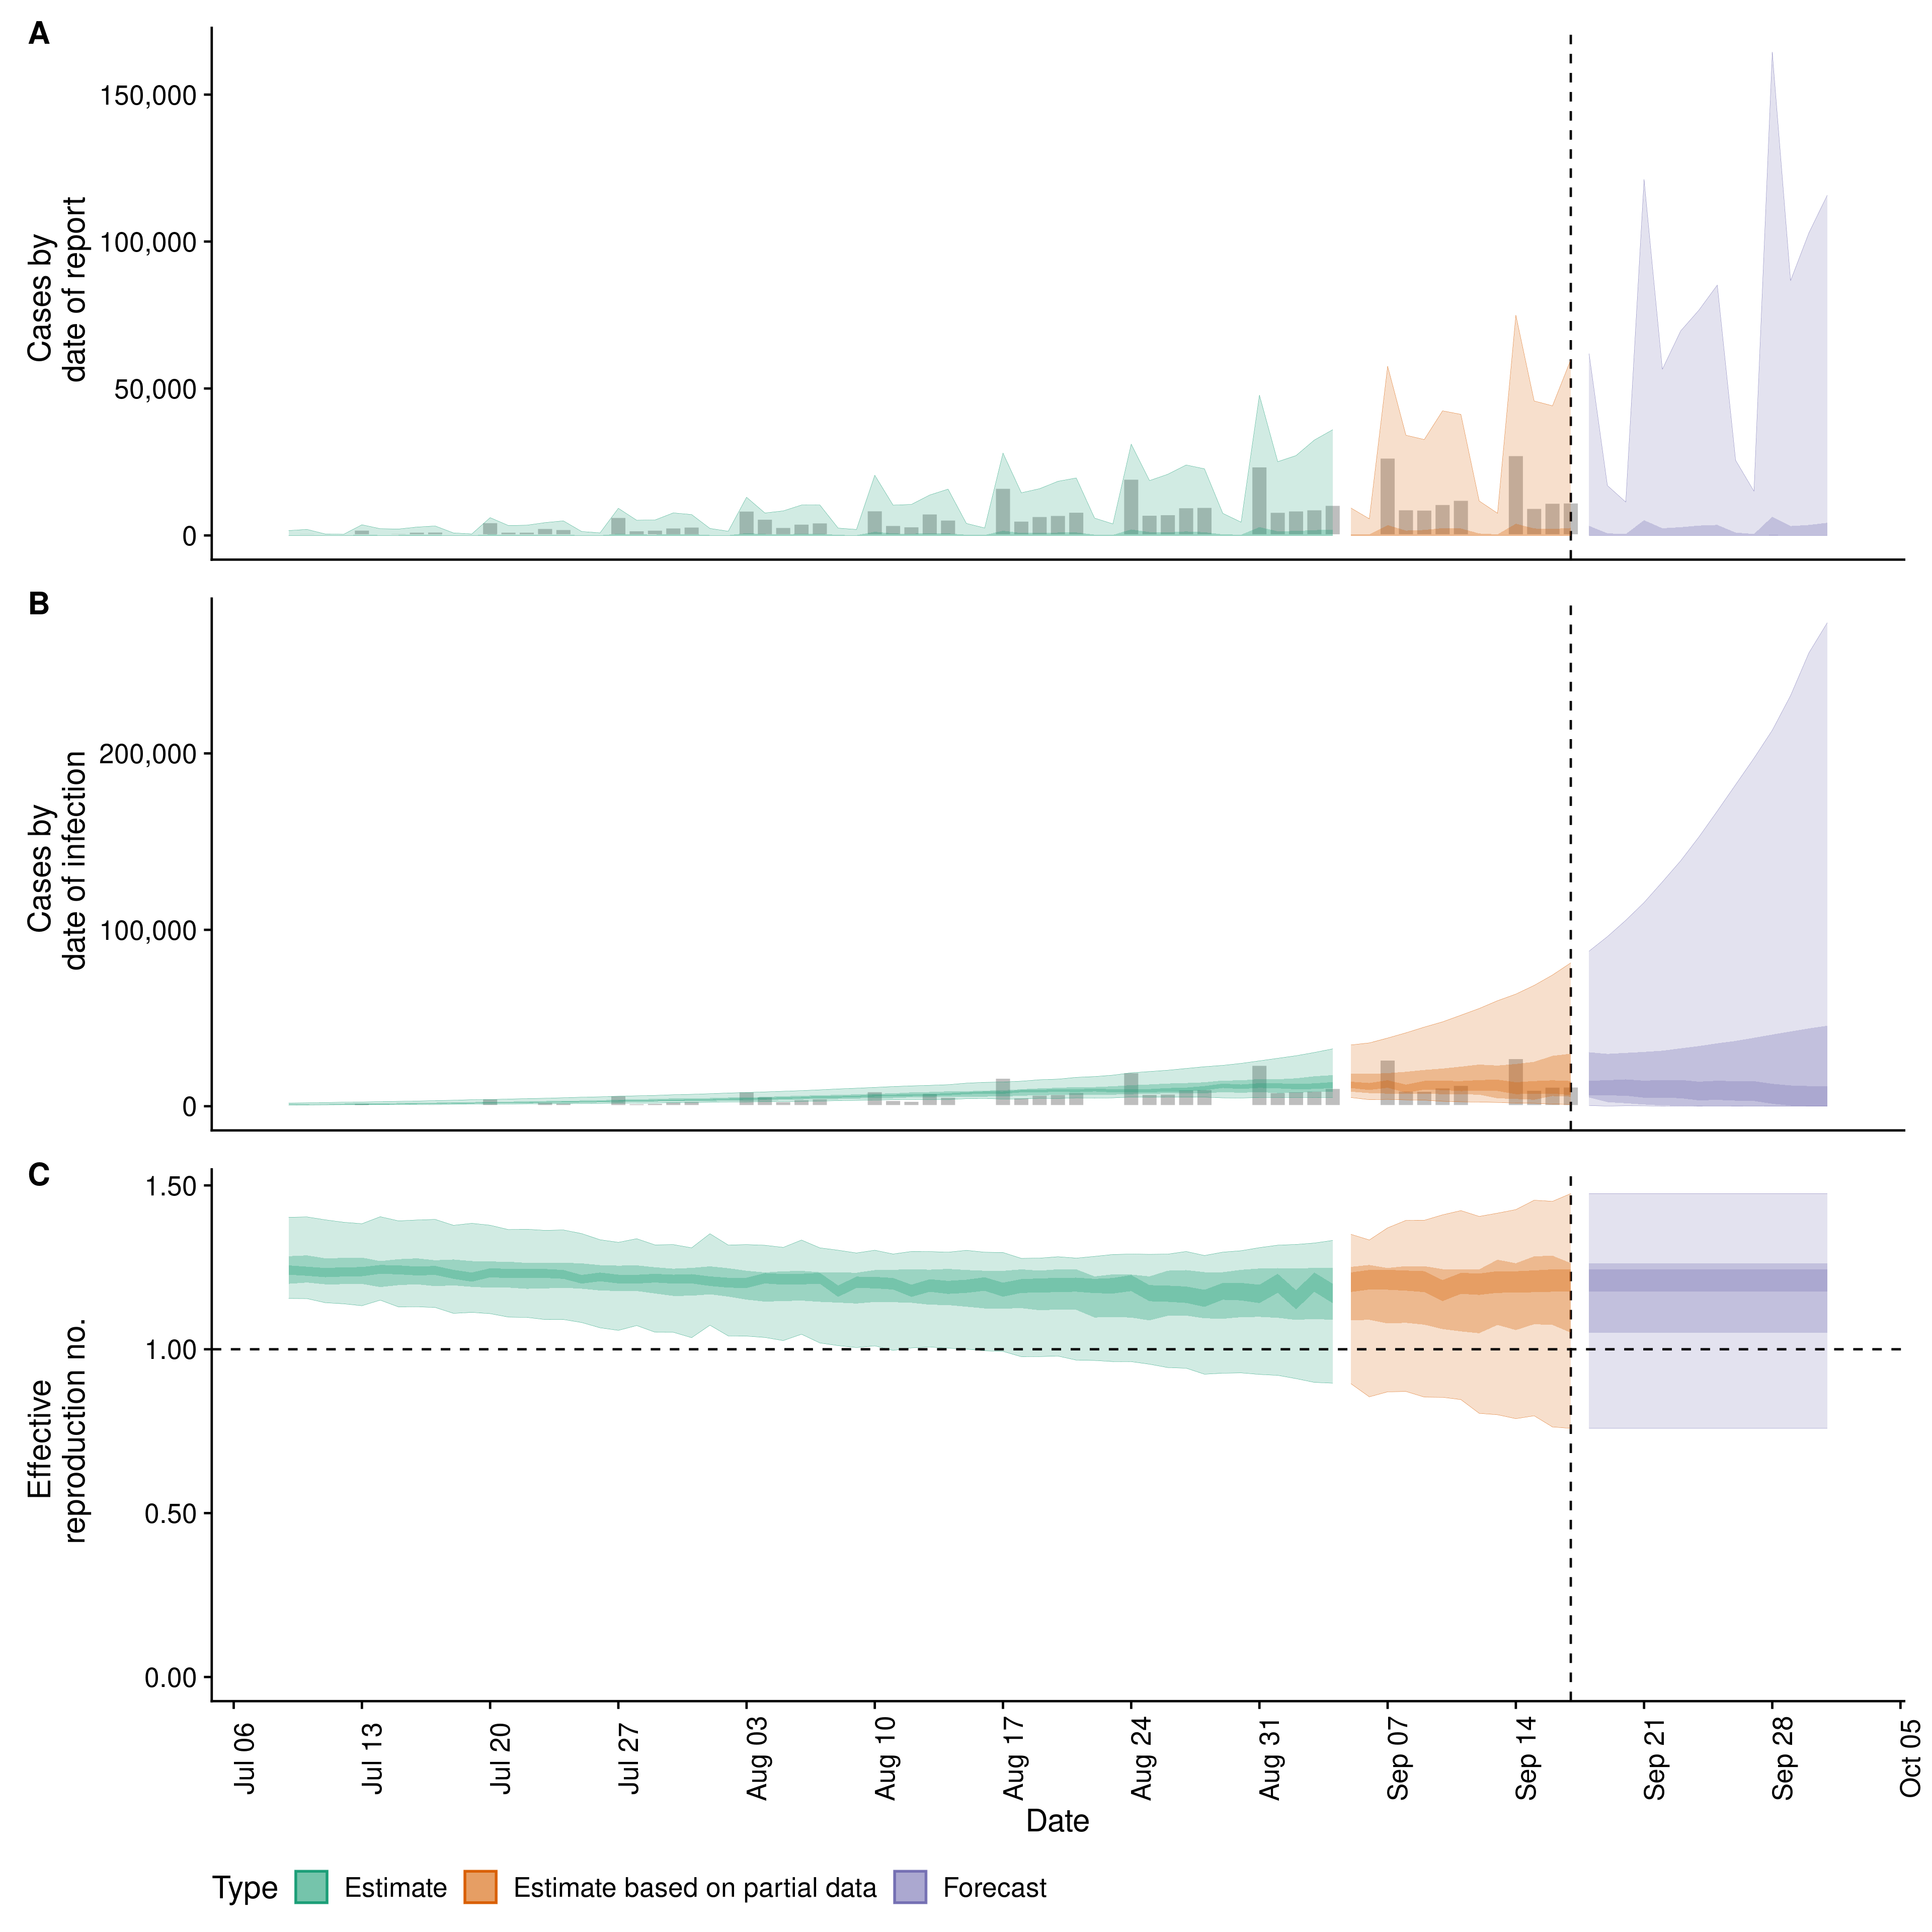 A
Cases by
date of report
150,000
100,000
50,000
0
B
Cases by
date of infection
200,000
100,000
0
C
Effective
reproduction no.
1.50
1.00
0.50
0.00
Jul 06
Jul 13
Jul 20
Jul 27
Aug 03
Aug 10
Aug 17
Aug 24
Aug 31
Sep 07
Sep 14
Sep 21
Sep 28
Oct 05
Date
Type Estimate Estimate based on partial data Forecast